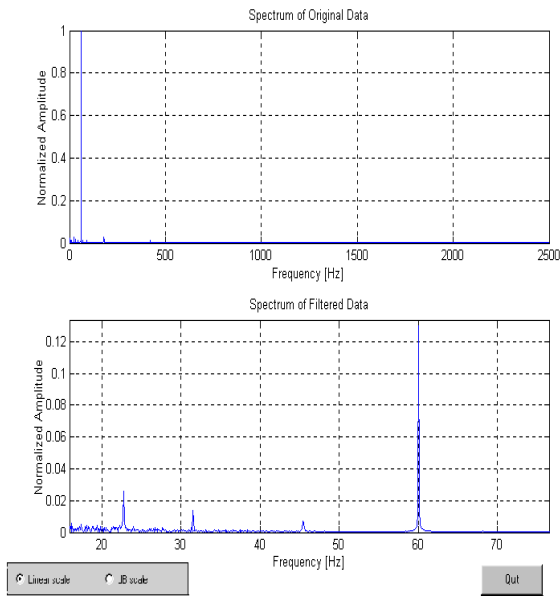 Spectrum of Original Data
Normalized Amplitude
1
0.8
0.6
0.4
0.2
0
0 500 1000 1500 2000 2500
Frequency [Hz]
Spectrum of Filtered Data
Normalized Amplitude
0.12
0.1
0.08
0.06
0.04
0.02
0
20 30 40 50 60 70
Frequency [Hz]
Linear scale
scale